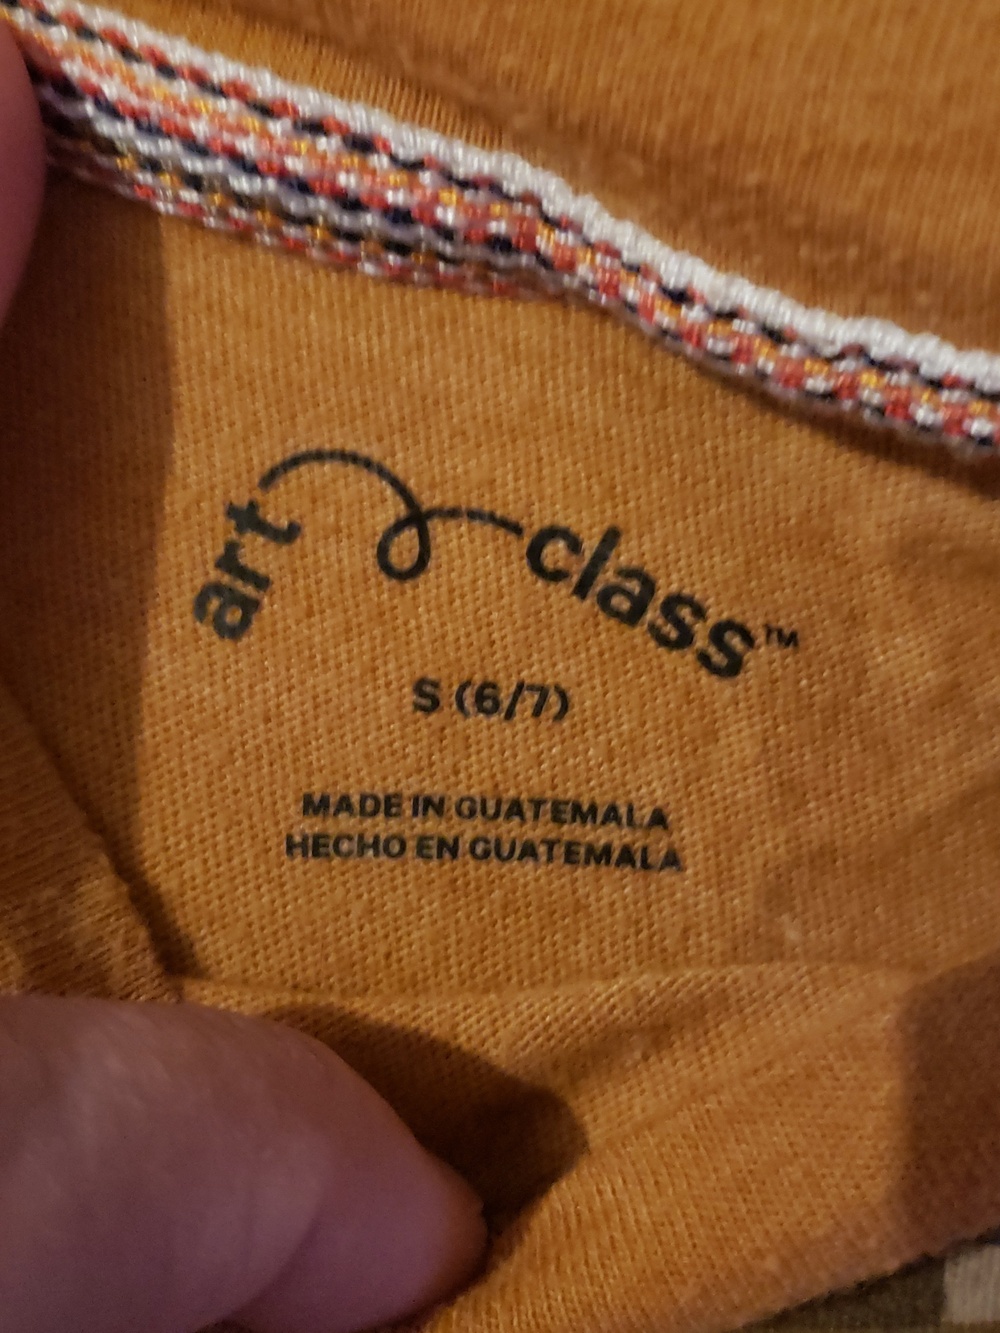 art class™
S (6/7)
MADE IN GUATEMALA
HECHO EN GUATEMALA